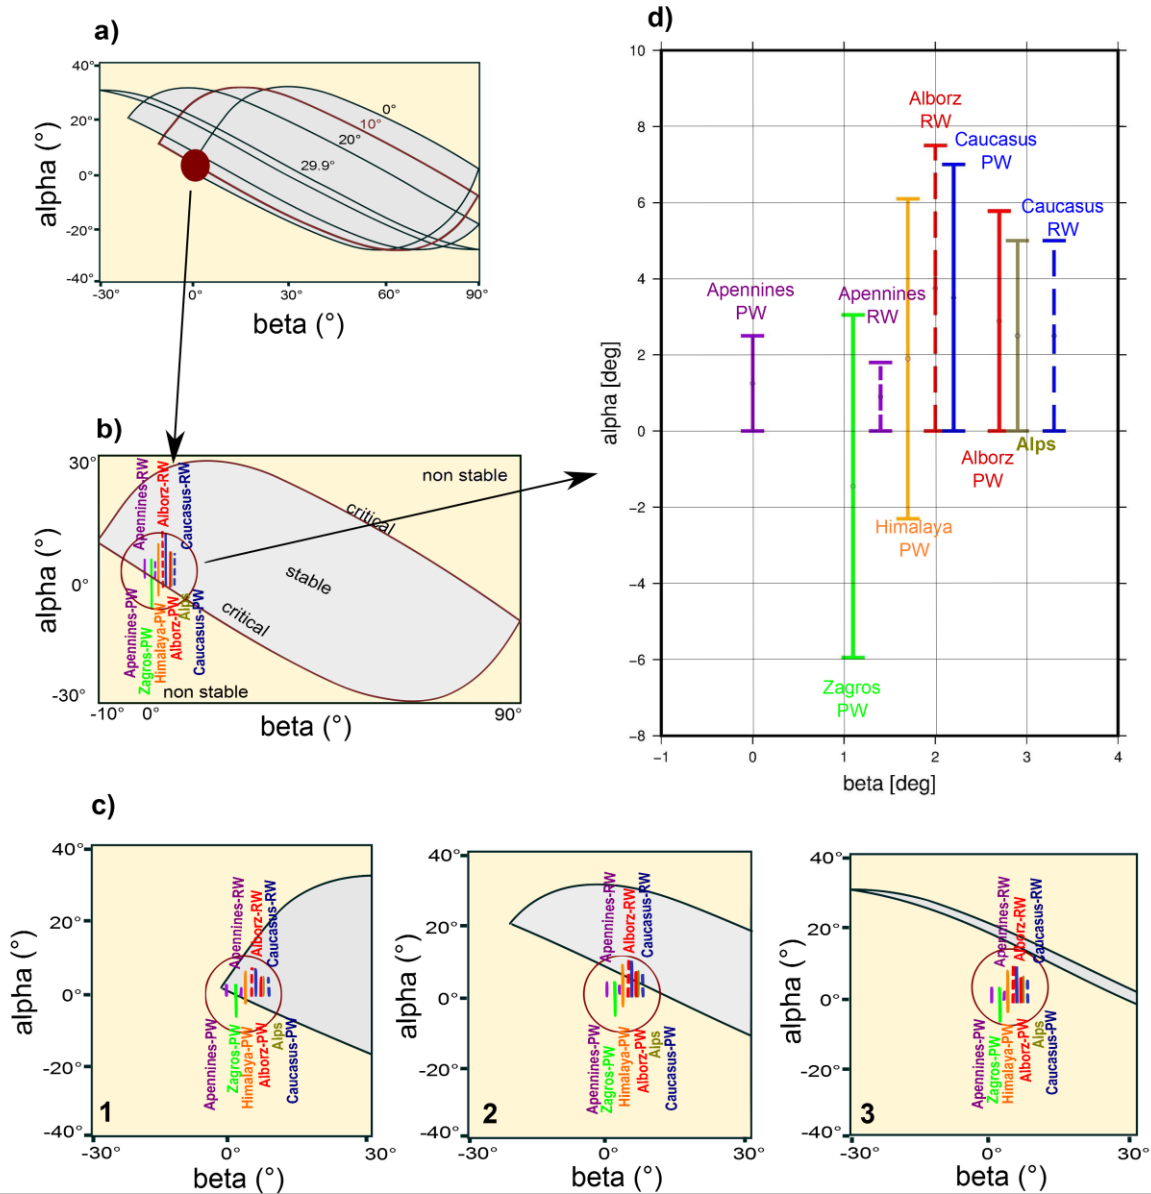 a)
40°
20°
0°
-20°
-40°
-30°
0°
30°
60°
90°
alpha (°)
beta (°)
0°
10°
20°
29.9°
b)
30°
0°
-30°
-10°
0°
90°
alpha (°)
beta (°)
non stable
critical
stable
critical
non stable
Apennines-RW
Alborz-RW
Caucasus-RW
Apennines-PW
Zagros-PW
Himalaya-PW
Alborz-PW
Alps
Caucasus-PW
d)
10
8
6
4
2
0
−2
−4
−6
−8
−1
0
1
2
3
4
alpha [deg]
beta [deg]
Alborz
RW
Caucasus
PW
Caucasus
RW
Apennines
PW
Apennines
RW
Alps
Alborz
PW
Himalaya
PW
Zagros
PW
c)
40°
20°
0°
-20°
-40°
-30°
0°
30°
alpha (°)
beta (°)
Apennines-RW
Alborz-RW
Caucasus-RW
Apennines-PW
Zagros-PW
Himalaya-PW
Alborz-PW
Alps
Caucasus-PW
1
40°
20°
0°
-20°
-40°
-30°
0°
30°
alpha (°)
beta (°)
Apennines-RW
Alborz-RW
Caucasus-RW
Apennines-PW
Zagros-PW
Himalaya-PW
Alborz-PW
Alps
Caucasus-PW
2
40°
20°
0°
-20°
-40°
-30°
0°
30°
alpha (°)
beta (°)
Apennines-RW
Alborz-RW
Caucasus-RW
Apennines-PW
Zagros-PW
Himalaya-PW
Alborz-PW
Alps
Caucasus-PW
3